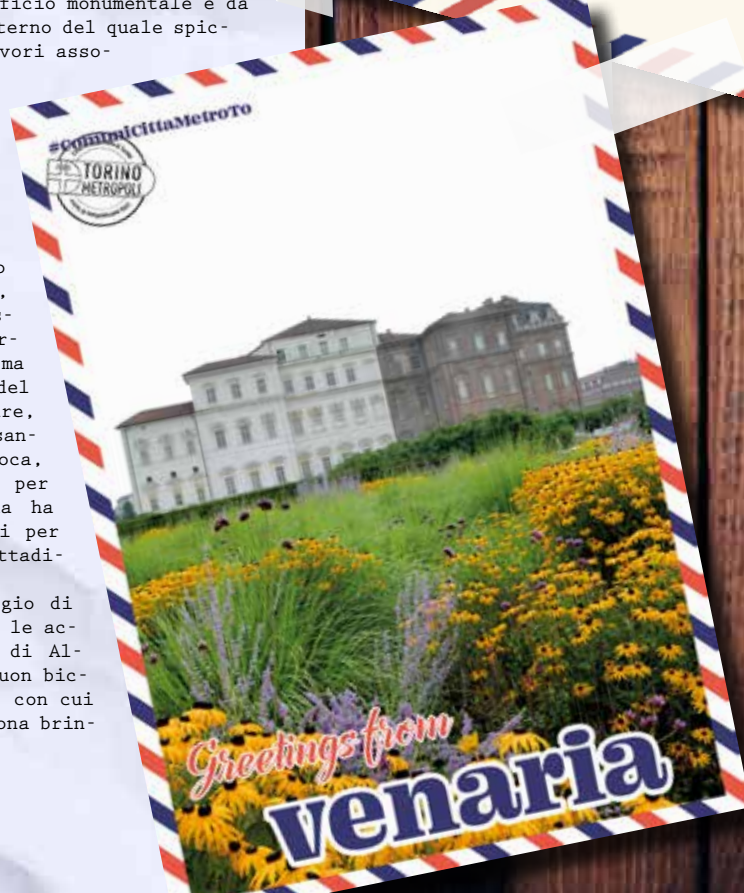 ficio monumentale e da
terno del quale spic-
vori asso-
ma
del
are,
san-
oca,
per
a ha
i per
ttadi-
gio di
le ac-
di Al-
uon bic-
con cui
ona brin-
#ComuniCittaMetroTo
TORINO
METROPOLI
Greetings from
venaria